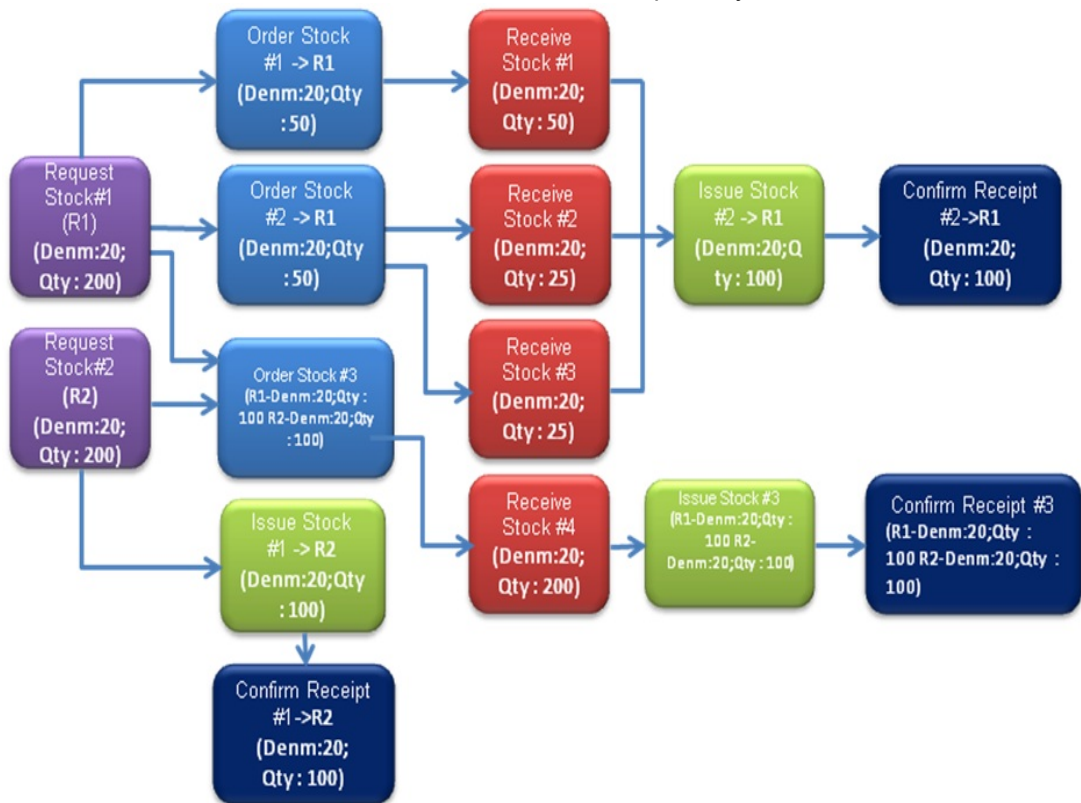 Order Stock
#1 -> R1
(Denm:20;Qty
:50)
Receive
Stock #1
(Denm:20;
Qty: 50)
Request
Stock#1
(R1)
(Denm:20;
Qty: 200)
Order Stock
#2 -> R1
(Denm:20;Qty
:50)
Receive
Stock #2
(Denm:20;
Qty: 25)
Issue Stock
#2 -> R1
(Denm:20;Q
ty: 100)
Confirm Receipt
#2->R1
(Denm:20;
Qty: 100)
Request
Stock#2
(R2)
(Denm:20;
Qty: 200)
Order Stock #3
(R1-Denm:20;Qty:
100 R2-Denm:20;Qty
:100)
Receive
Stock #3
(Denm:20;
Qty: 25)
Issue Stock
#1 -> R2
(Denm:20;Qty
:100)
Receive
Stock #4
(Denm:20;
Qty: 200)
Issue Stock #3
(R1-Denm:20;Qty:
100 R2-
Denm:20;Qty: 100)
Confirm Receipt #3
(R1-Denm:20;Qty :
100 R2-Denm:20;Qty :
100)
Confirm Receipt
#1 ->R2
(Denm:20;
Qty: 100)